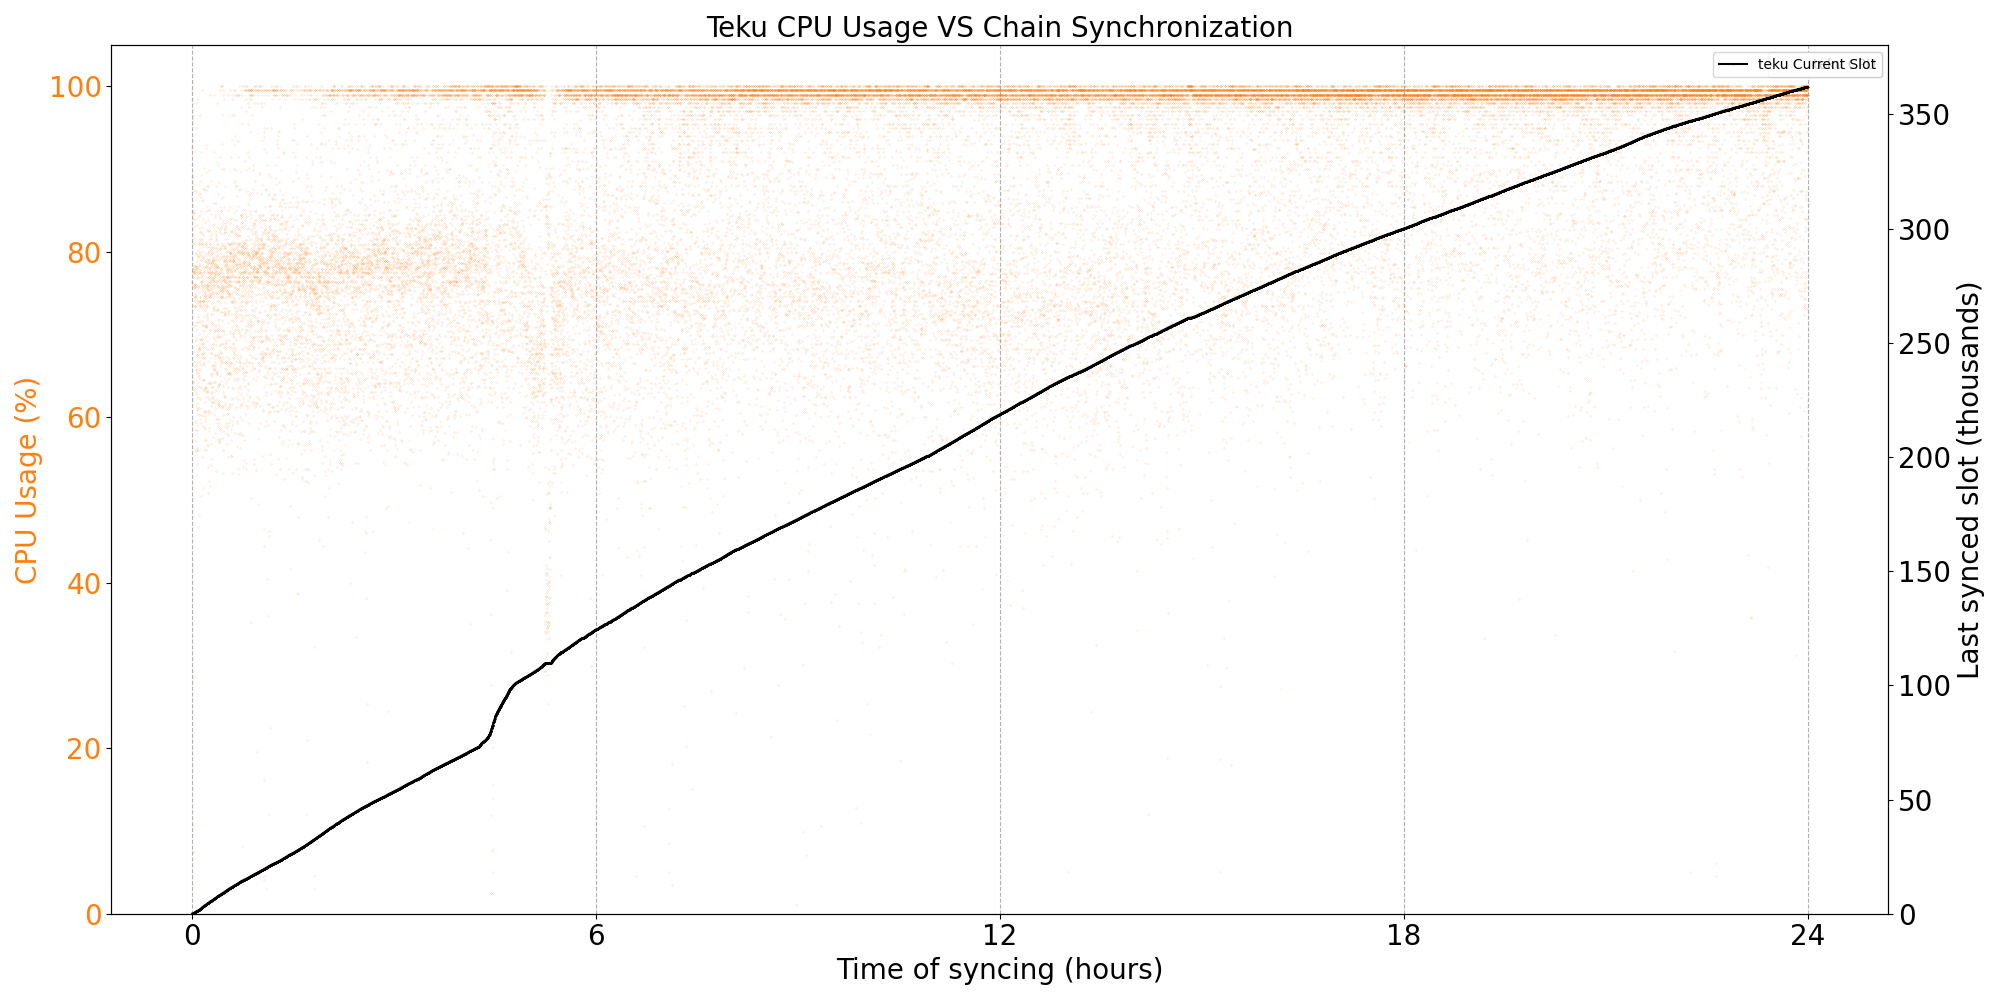 Teku CPU Usage VS Chain Synchronization
teku Current Slot
CPU Usage (%)
100
80
60
40
20
0
Last synced slot (thousands)
350
300
250
200
150
100
50
0
0 6 12 18 24
Time of syncing (hours)